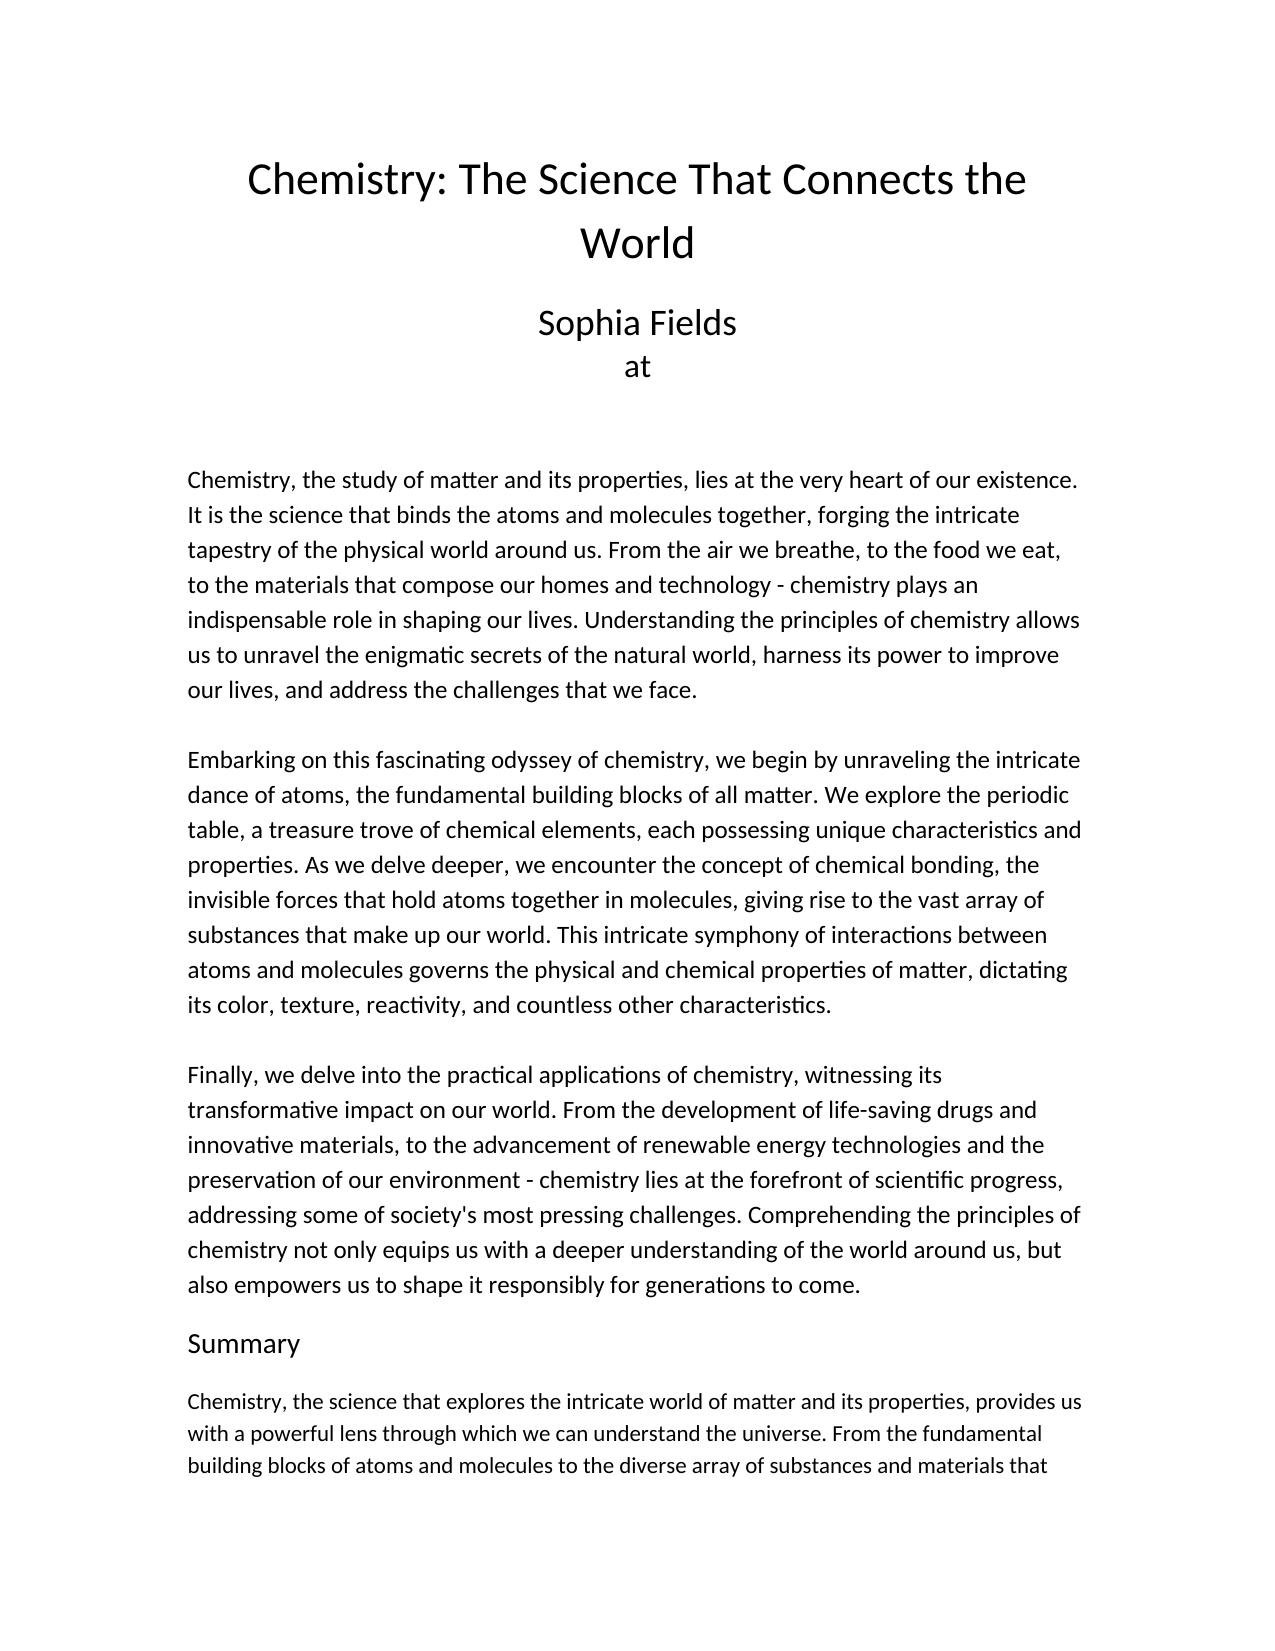 Chemistry: The Science That Connects the
World
Sophia Fields
at
Chemistry, the study of matter and its properties, lies at the very heart of our existence.
It is the science that binds the atoms and molecules together, forging the intricate
tapestry of the physical world around us. From the air we breathe, to the food we eat,
to the materials that compose our homes and technology - chemistry plays an
indispensable role in shaping our lives. Understanding the principles of chemistry allows
us to unravel the enigmatic secrets of the natural world, harness its power to improve
our lives, and address the challenges that we face.
Embarking on this fascinating odyssey of chemistry, we begin by unraveling the intricate
dance of atoms, the fundamental building blocks of all matter. We explore the periodic
table, a treasure trove of chemical elements, each possessing unique characteristics and
properties. As we delve deeper, we encounter the concept of chemical bonding, the
invisible forces that hold atoms together in molecules, giving rise to the vast array of
substances that make up our world. This intricate symphony of interactions between
atoms and molecules governs the physical and chemical properties of matter, dictating
its color, texture, reactivity, and countless other characteristics.
Finally, we delve into the practical applications of chemistry, witnessing its
transformative impact on our world. From the development of life-saving drugs and
innovative materials, to the advancement of renewable energy technologies and the
preservation of our environment - chemistry lies at the forefront of scientific progress,
addressing some of society's most pressing challenges. Comprehending the principles of
chemistry not only equips us with a deeper understanding of the world around us, but
also empowers us to shape it responsibly for generations to come.
Summary
Chemistry, the science that explores the intricate world of matter and its properties, provides us
with a powerful lens through which we can understand the universe. From the fundamental
building blocks of atoms and molecules to the diverse array of substances and materials that